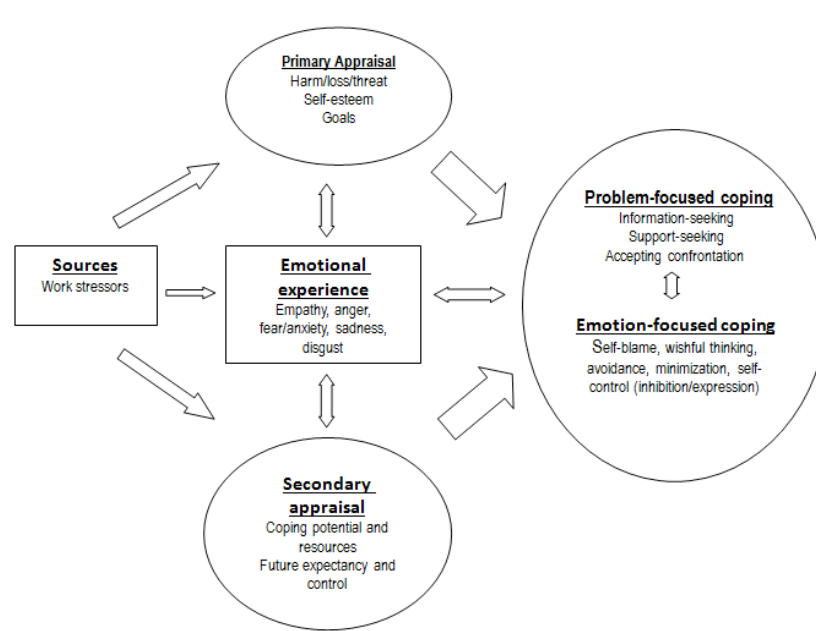 Primary Appraisal
Harm/loss/threat
Self-esteem
Goals
Sources
Work stressors
Emotional
experience
Empathy, anger,
fear/anxiety, sadness,
disgust
Problem-focused coping
Information-seeking
Support-seeking
Accepting confrontation
Emotion-focused coping
Self-blame, wishful thinking,
avoidance, minimization, self-
control (inhibition/expression)
Secondary
appraisal
Coping potential and
resources
Future expectancy and
control